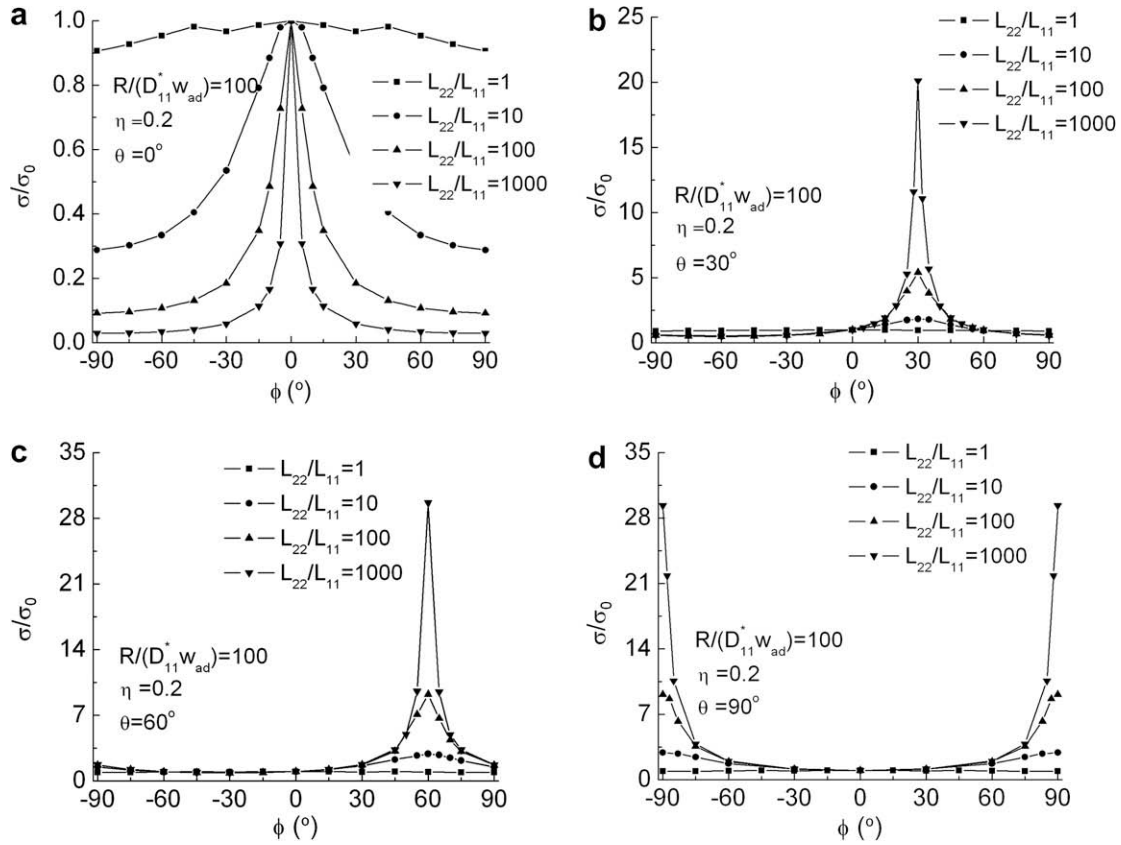 a
1.0
0.8
0.6
0.4
0.2
0.0
σ/σ₀
R/(D*₁₁w_ad)=100
η =0.2
θ =0°
L₂₂/L₁₁=1
L₂₂/L₁₁=10
L₂₂/L₁₁=100
L₂₂/L₁₁=1000
-90 -60 -30 0 30 60 90
ϕ (°)
b
25
20
15
10
5
0
σ/σ₀
L₂₂/L₁₁=1
L₂₂/L₁₁=10
L₂₂/L₁₁=100
L₂₂/L₁₁=1000
R/(D*₁₁w_ad)=100
η =0.2
θ =30°
-90 -60 -30 0 30 60 90
ϕ (°)
c
35
28
21
14
7
0
σ/σ₀
L₂₂/L₁₁=1
L₂₂/L₁₁=10
L₂₂/L₁₁=100
L₂₂/L₁₁=1000
R/(D*₁₁w_ad)=100
η =0.2
θ=60°
-90 -60 -30 0 30 60 90
ϕ (°)
d
35
28
21
14
7
0
σ/σ₀
L₂₂/L₁₁=1
L₂₂/L₁₁=10
L₂₂/L₁₁=100
L₂₂/L₁₁=1000
R/(D*₁₁w_ad)=100
η =0.2
θ =90°
-90 -60 -30 0 30 60 90
ϕ (°)